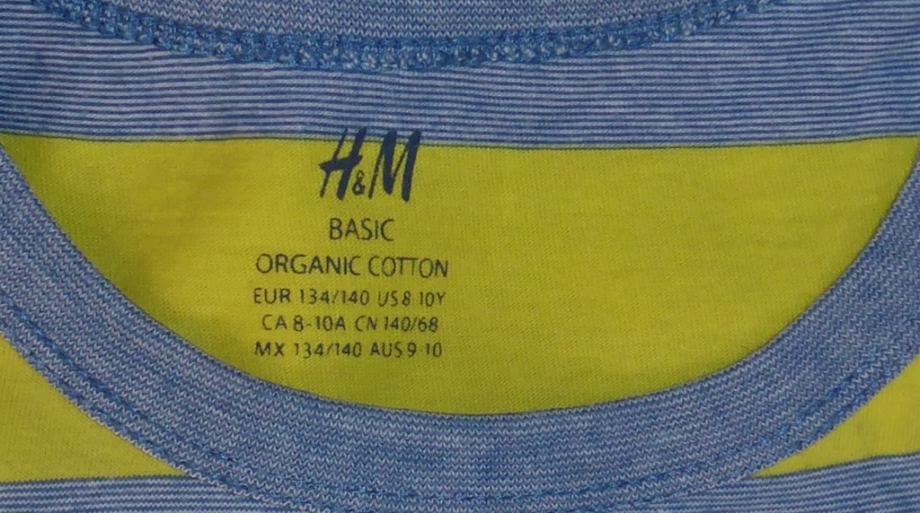 H&M
BASIC
ORGANIC COTTON
EUR 134/140 US 8 10Y
CA 8-10A CN 140/68
MX 134/140 AUS 9 10